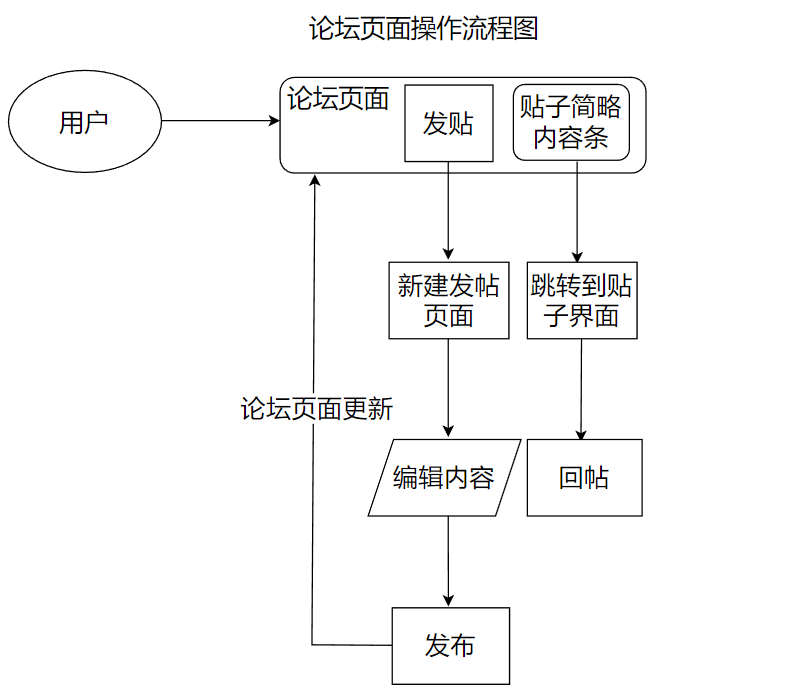 论坛页面操作流程图
用户
论坛页面
发贴
贴子简略
内容条
新建发帖
页面
跳转到贴
子界面
论坛页面更新
编辑内容
回帖
发布